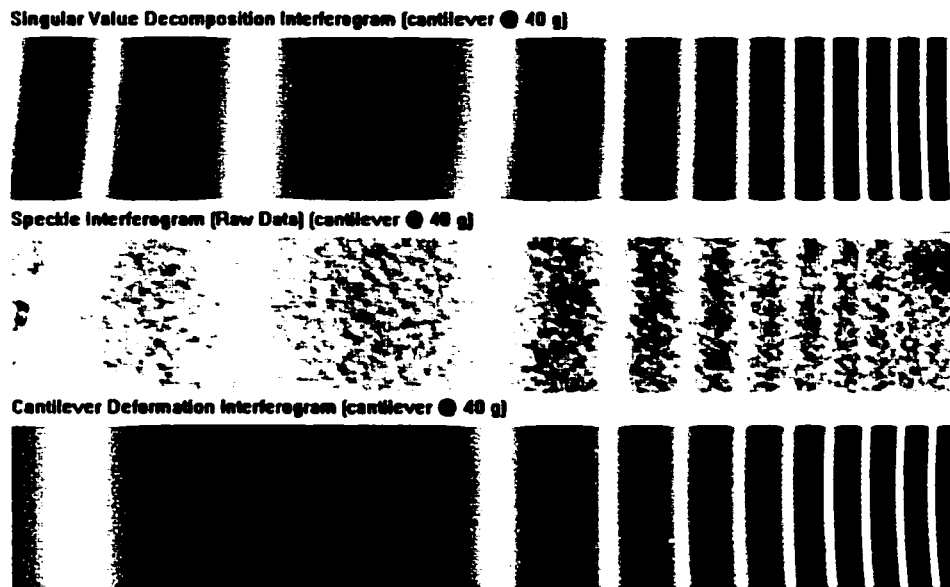 Singular Value Decomposition Interferogram (cantilever @ 40 g)
Speckle Interferogram (Raw Data) (cantilever @ 40 g)
Cantilever Deformation Interferogram (cantilever @ 40 g)